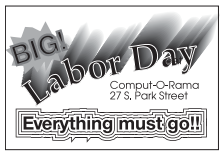 BIG!
Labor Day
Comput-O-Rama
27 S. Park Street
Everything must go!!